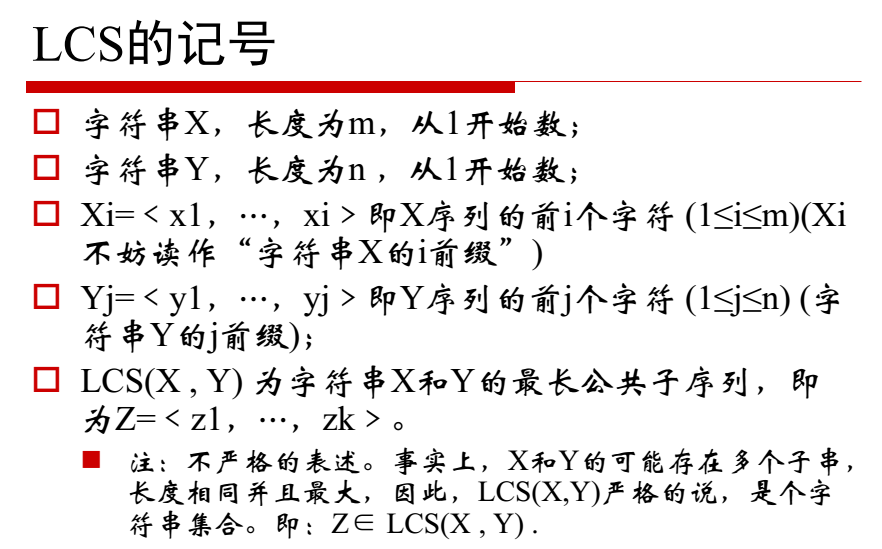 LCS的记号
字符串X，长度为m，从1开始数；
字符串Y，长度为n，从1开始数；
Xi=﹤x1，…，xi﹥即X序列的前i个字符 (1≤i≤m)(Xi
不妨读作“字符串X的i前缀”)
Yj=﹤y1，…，yj﹥即Y序列的前j个字符 (1≤j≤n)(字
符串Y的j前缀)；
LCS(X , Y) 为字符串X和Y的最长公共子序列，即
为Z=﹤z1，…，zk﹥。
注：不严格的表述。事实上，X和Y的可能存在多个子串，
长度相同并且最大，因此，LCS(X,Y)严格的说，是个字
符串集合。即：Z∈ LCS(X , Y) .